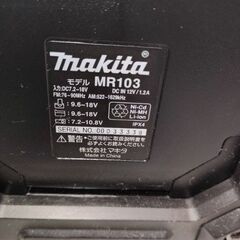 makita
モデル MR103
入力:DC7.2-18V
DC IN 12V/1.2A
FM:76-90MHz AM:522-1629kHz
:9.6-18V
:9.6-18V
:7.2-10.8V
Ni-Cd
Ni-MH
Li-ion
IPX4
SERIAL NO.
株式会社マキタ
Made in China